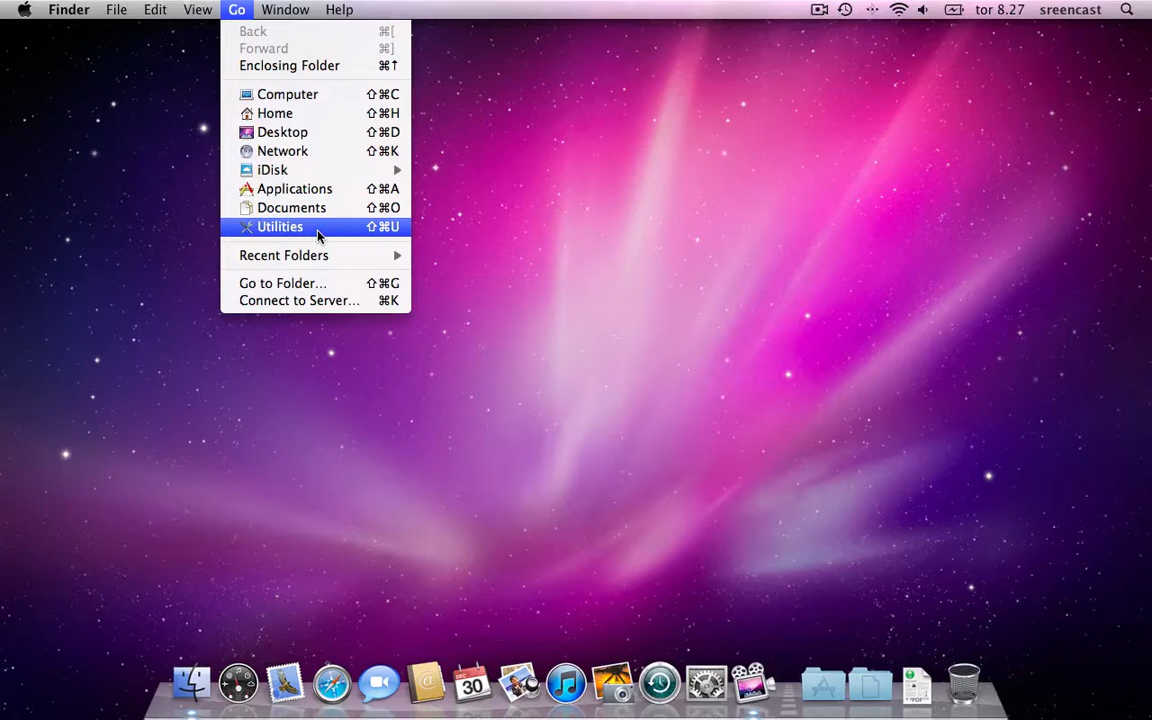 Finder File Edit View Go Window Help tor 8.27 sreencast
Back ⌘[
Forward ⌘]
Enclosing Folder ⌘↑
Computer ⇧⌘C
Home ⇧⌘H
Desktop ⇧⌘D
Network ⇧⌘K
iDisk
Applications ⇧⌘A
Documents ⇧⌘O
Utilities ⇧⌘U
Recent Folders
Go to Folder... ⇧⌘G
Connect to Server... ⌘K
DEC
30